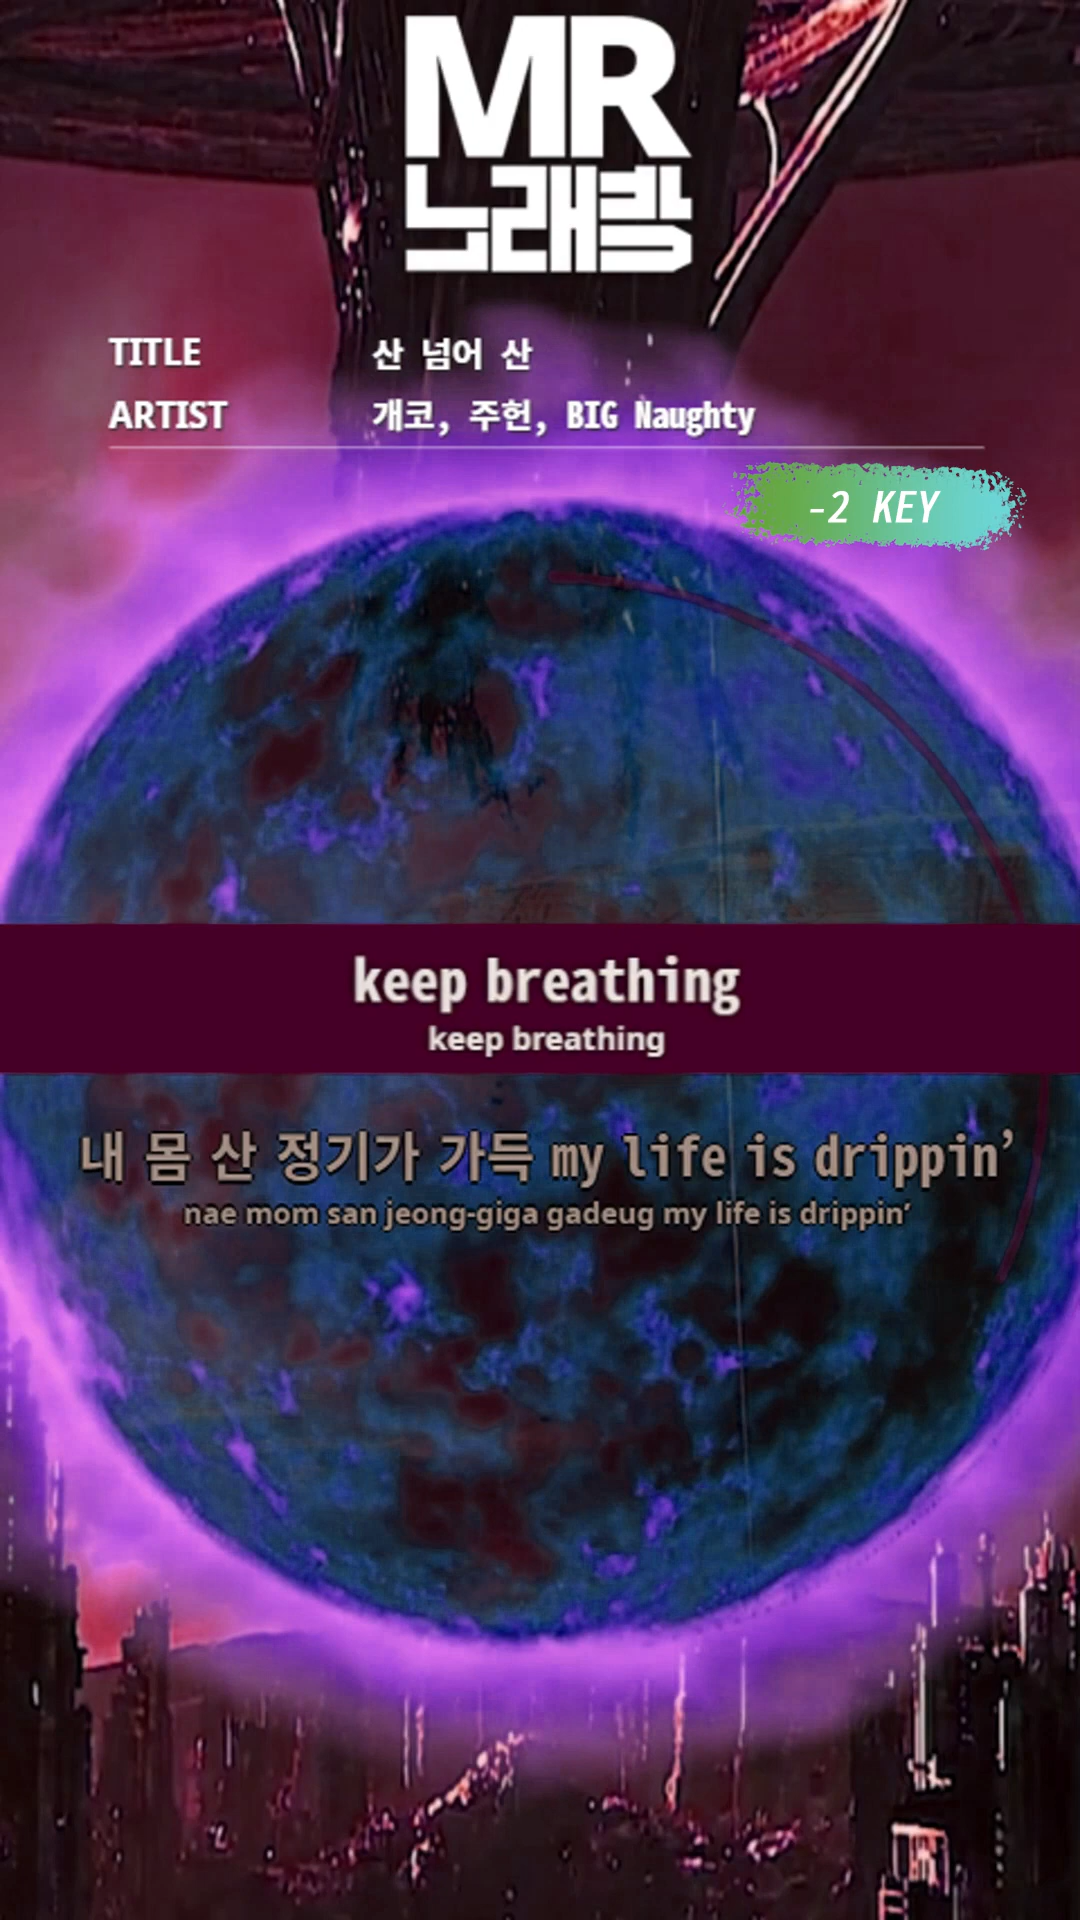 MR
노래방
TITLE 산 넘어 산
ARTIST 개코, 주헌, BIG Naughty
-2 KEY
keep breathing
keep breathing
내 몸 산 정기가 가득 my life is drippin’
nae mom san jeong-giga gadeug my life is drippin’